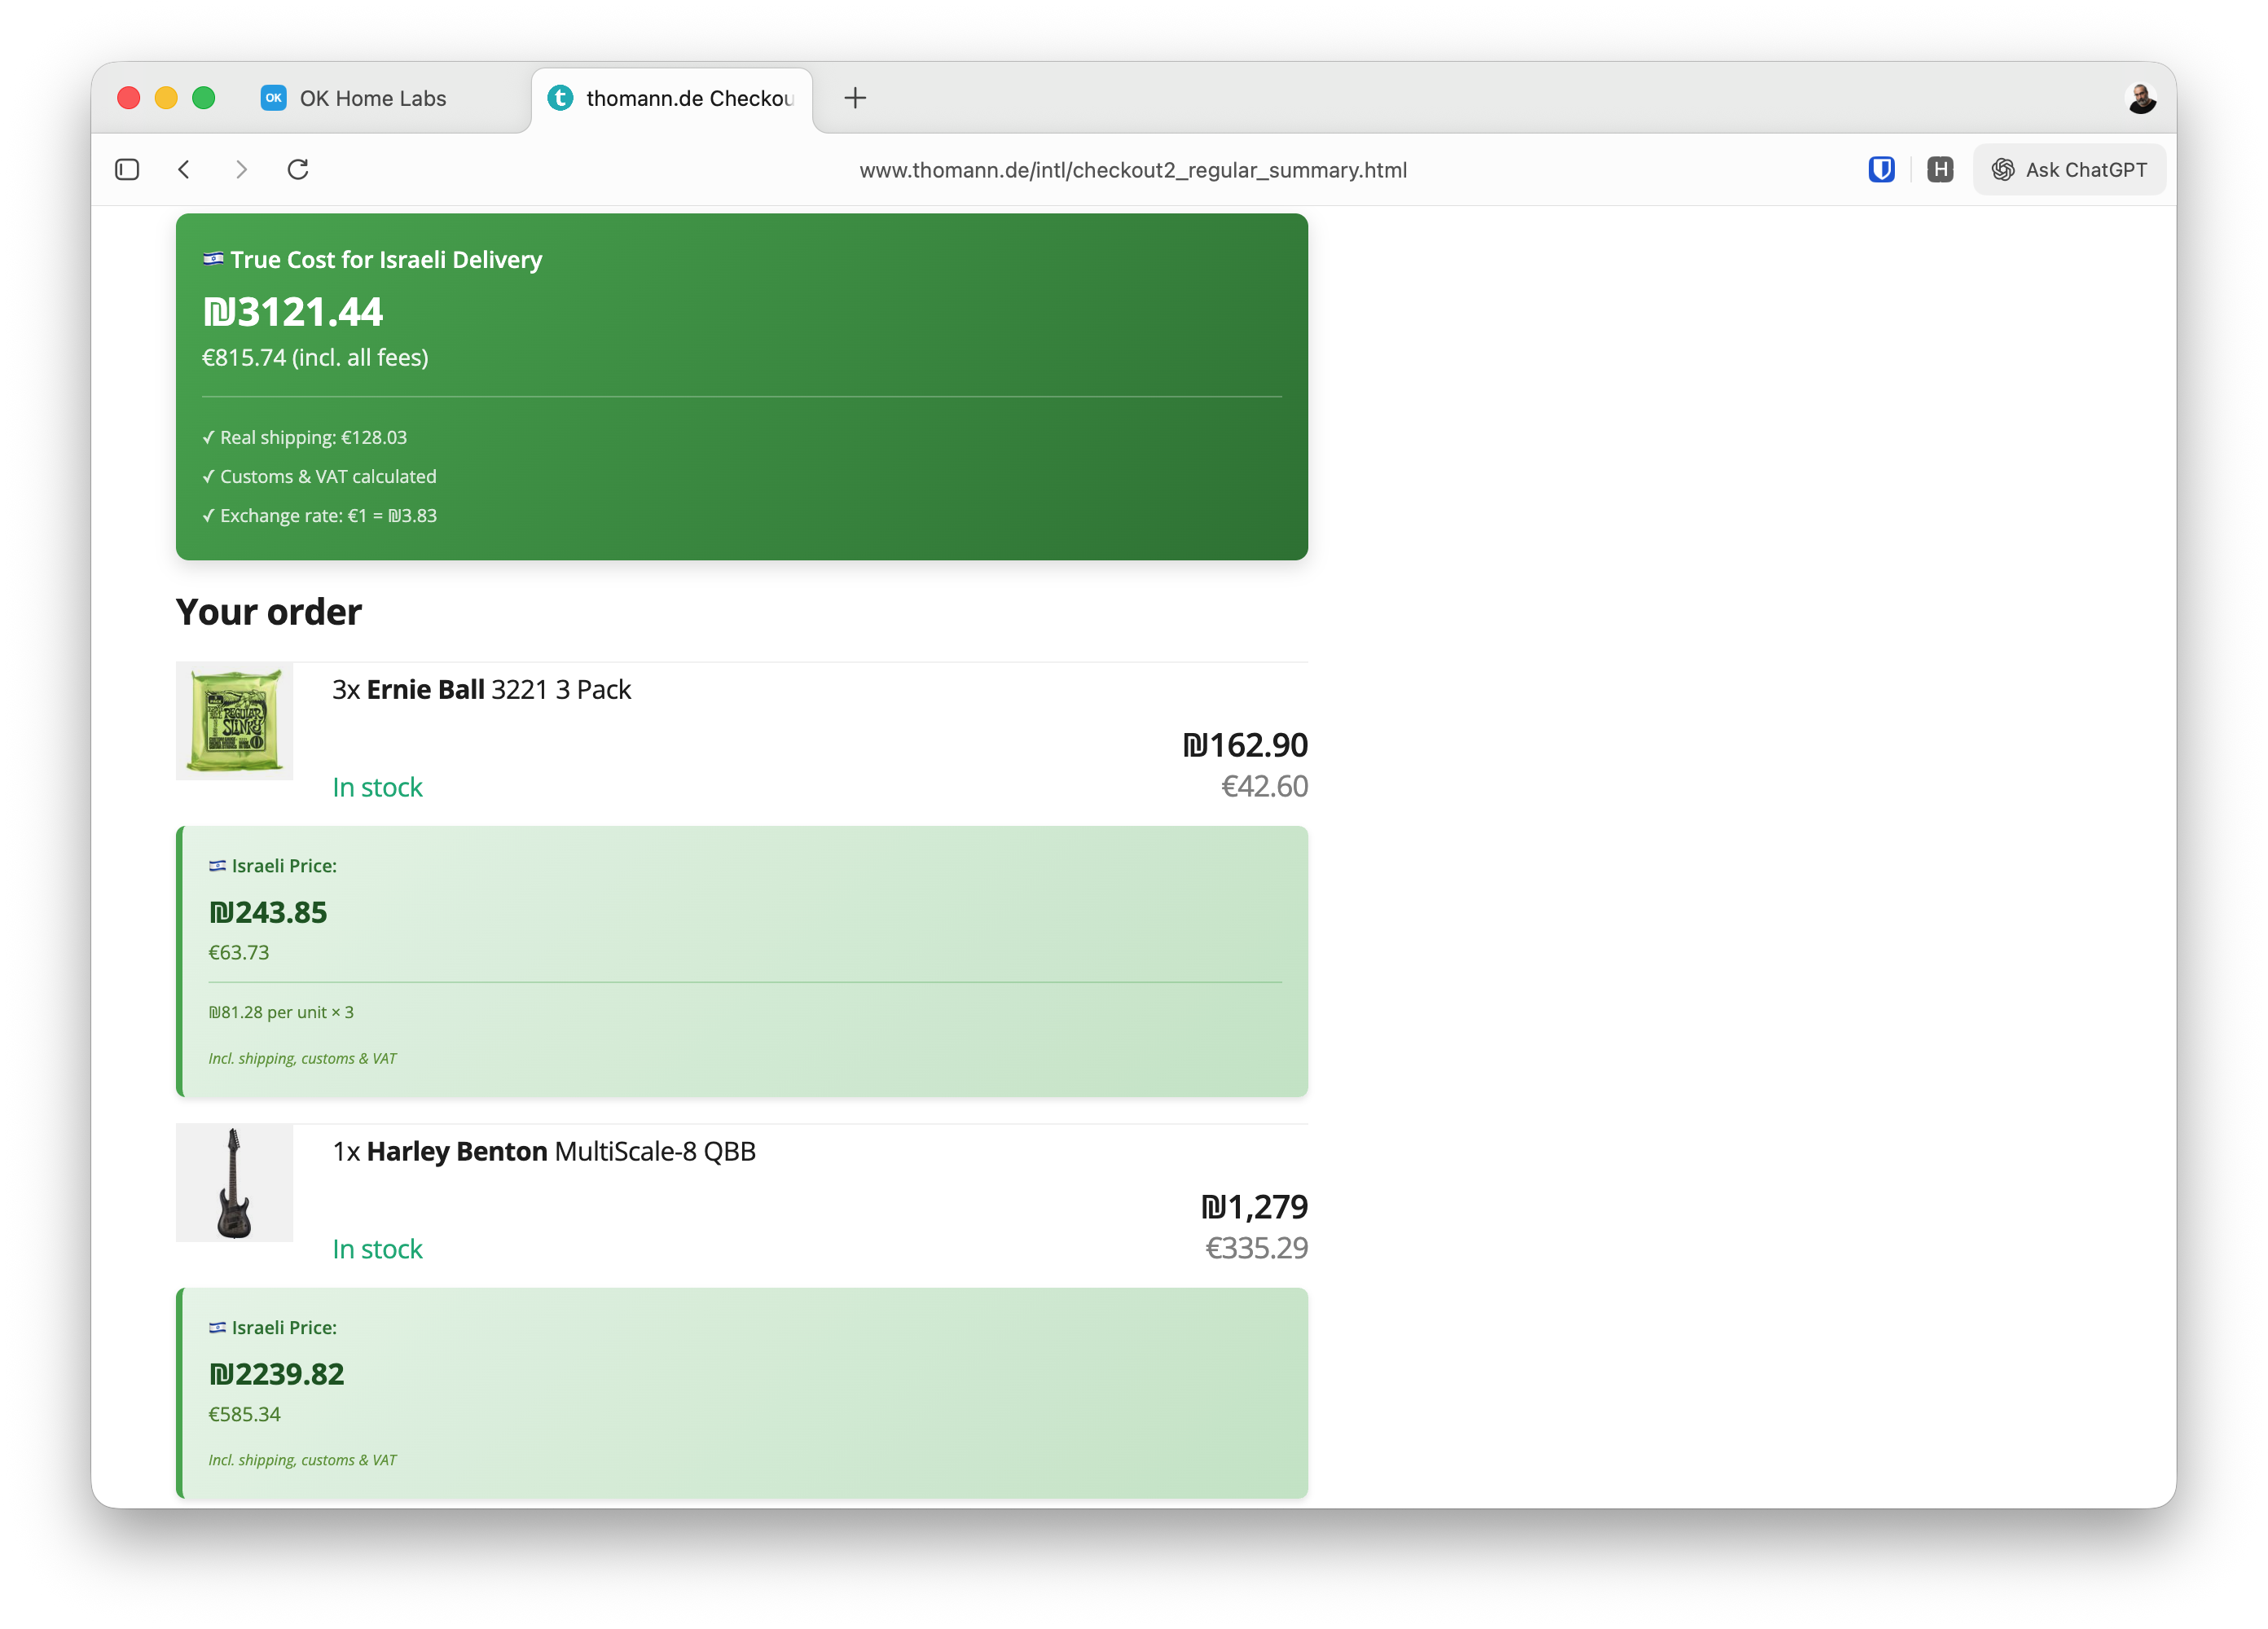 OK OK Home Labs
thomann.de Checkou
www.thomann.de/intl/checkout2_regular_summary.html
H
Ask ChatGPT
True Cost for Israeli Delivery
₪3121.44
€815.74 (incl. all fees)
✓ Real shipping: €128.03
✓ Customs & VAT calculated
✓ Exchange rate: €1 = ₪3.83
Your order
REGULAR
SLINKY
3x Ernie Ball 3221 3 Pack
₪162.90
In stock
€42.60
Israeli Price:
₪243.85
€63.73
₪81.28 per unit × 3
Incl. shipping, customs & VAT
1x Harley Benton MultiScale-8 QBB
₪1,279
In stock
€335.29
Israeli Price:
₪2239.82
€585.34
Incl. shipping, customs & VAT